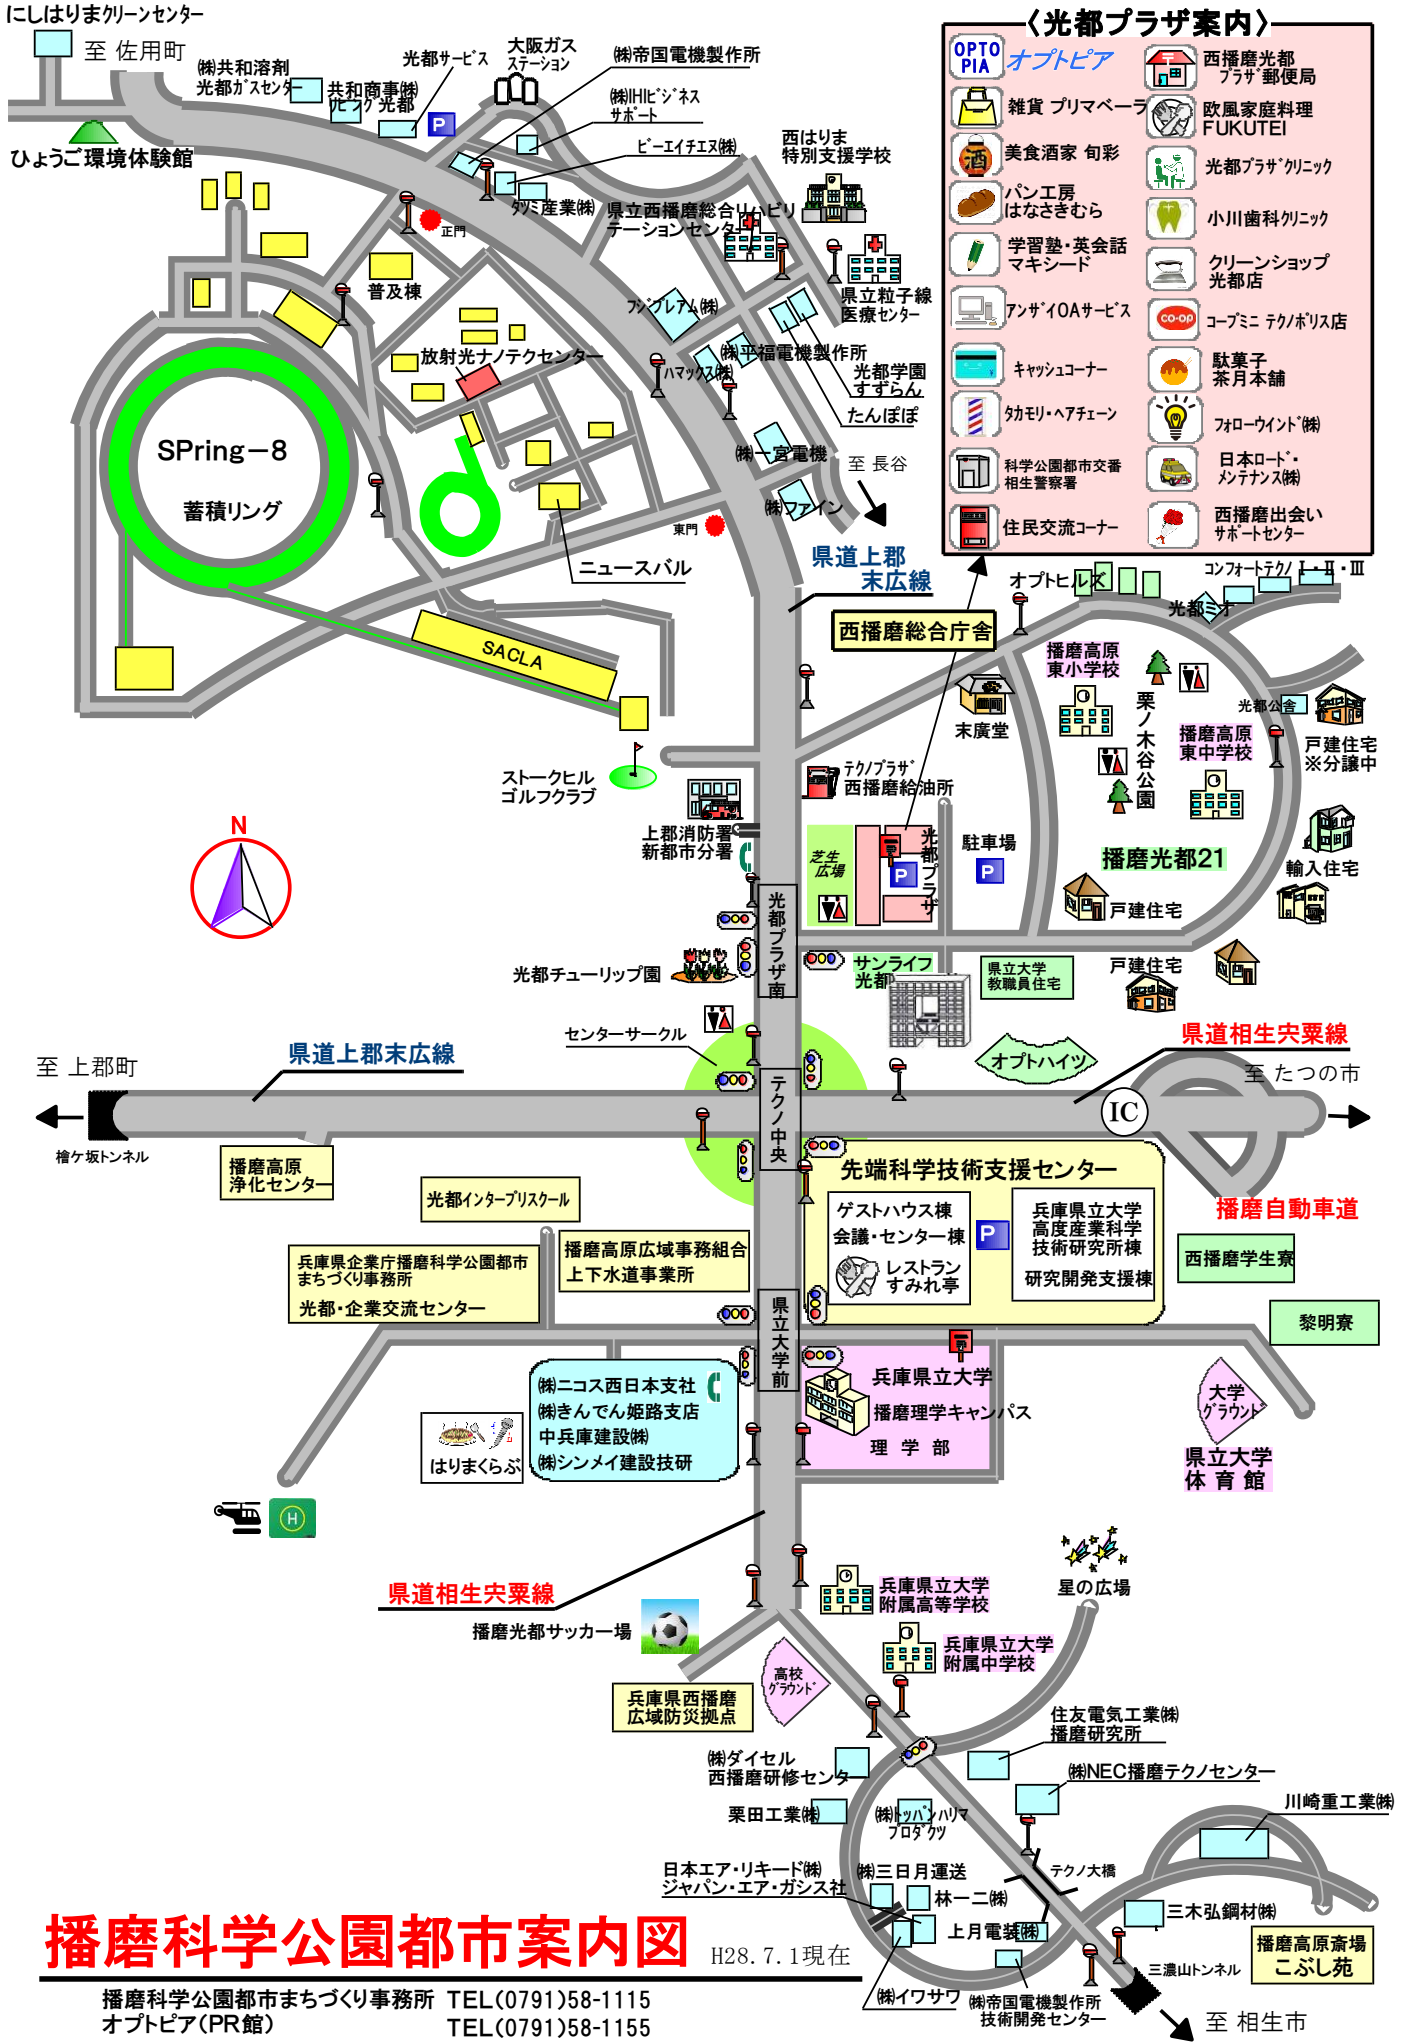 にしはりまクリーンセンター
至 佐用町
㈱共和溶剤
光都ガスセンター
共和商事㈱
リビング光都
光都サービス
大阪ガス
ステーション
㈱帝国電機製作所
㈱IHIビジネス
サポート
ビーエイチエヌ㈱
タツミ産業㈱
P
ひょうご環境体験館
西はりま
特別支援学校
県立西播磨総合リハビリ
テーションセンター
県立粒子線
医療センター
正門
普及棟
フジプレアム㈱
放射光ナノテクセンター
㈱平福電機製作所
ハマックス㈱
光都学園
すずらん
たんぽぽ
SPring－8
蓄積リング
㈱一宮電機
至 長谷
㈱ファイン
東門
ニュースバル
SACLA
県道上郡
末広線
〈光都プラザ案内〉
OPTO
PIA
オプトピア
西播磨光都
プラザ郵便局
雑貨 プリマベーラ
欧風家庭料理
FUKUTEI
酒
美食酒家 旬彩
光都プラザクリニック
パン工房
はなさきむら
小川歯科クリニック
学習塾・英会話
マキシード
クリーンショップ
光都店
アンザイOAサービス
CO-OP
コープミニ テクノポリス店
キャッシュコーナー
駄菓子
茶月本舗
タカモリ・ヘアチェーン
フォローウインド㈱
科学公園都市交番
相生警察署
日本ロード・
メンテナンス㈱
住民交流コーナー
西播磨出会い
サポートセンター
西播磨総合庁舎
オプトヒルズ
コンフォートテクノⅠ・Ⅱ・Ⅲ
光都ミオ
播磨高原
東小学校
栗ノ木谷公園
末廣堂
播磨高原
東中学校
光都公舎
戸建住宅
※分譲中
ストークヒル
ゴルフクラブ
テクノプラザ
西播磨給油所
上郡消防署
新都市分署
芝生
広場
光都プラザ
P
駐車場
P
播磨光都21
輸入住宅
戸建住宅
N
光都プラザ南
光都チューリップ園
サンライフ
光都
県立大学
教職員住宅
戸建住宅
センターサークル
オプトハイツ
県道相生宍粟線
至 たつの市
至 上郡町
県道上郡末広線
テクノ中央
IC
檜ケ坂トンネル
播磨高原
浄化センター
光都インタープリスクール
先端科学技術支援センター
ゲストハウス棟
会議・センター棟
レストラン
すみれ亭
P
兵庫県立大学
高度産業科学
技術研究所棟
研究開発支援棟
播磨自動車道
西播磨学生寮
黎明寮
兵庫県企業庁播磨科学公園都市
まちづくり事務所
光都・企業交流センター
播磨高原広域事務組合
上下水道事業所
県立大学前
㈱ニコス西日本支社
㈱きんでん姫路支店
中兵庫建設㈱
㈱シンメイ建設技研
兵庫県立大学
播磨理学キャンパス
理 学 部
大学
グラウンド
県立大学
体 育 館
はりまくらぶ
H
県道相生宍粟線
播磨光都サッカー場
兵庫県立大学
附属高等学校
星の広場
兵庫県立大学
附属中学校
高校
グラウンド
兵庫県西播磨
広域防災拠点
住友電気工業㈱
播磨研究所
㈱ダイセル
西播磨研修センター
㈱NEC播磨テクノセンター
栗田工業㈱
㈱トッパンハリマ
プロダクツ
川崎重工業㈱
日本エア・リキード㈱
ジャパン・エア・ガシス社
㈱三日月運送
林一二㈱
上月電装㈱
テクノ大橋
三木弘鋼材㈱
播磨高原斎場
こぶし苑
三濃山トンネル
㈱イワサワ
㈱帝国電機製作所
技術開発センター
至 相生市
播磨科学公園都市案内図
H28.7.1現在
播磨科学公園都市まちづくり事務所 TEL(0791)58-1115
オプトピア(PR館) TEL(0791)58-1155